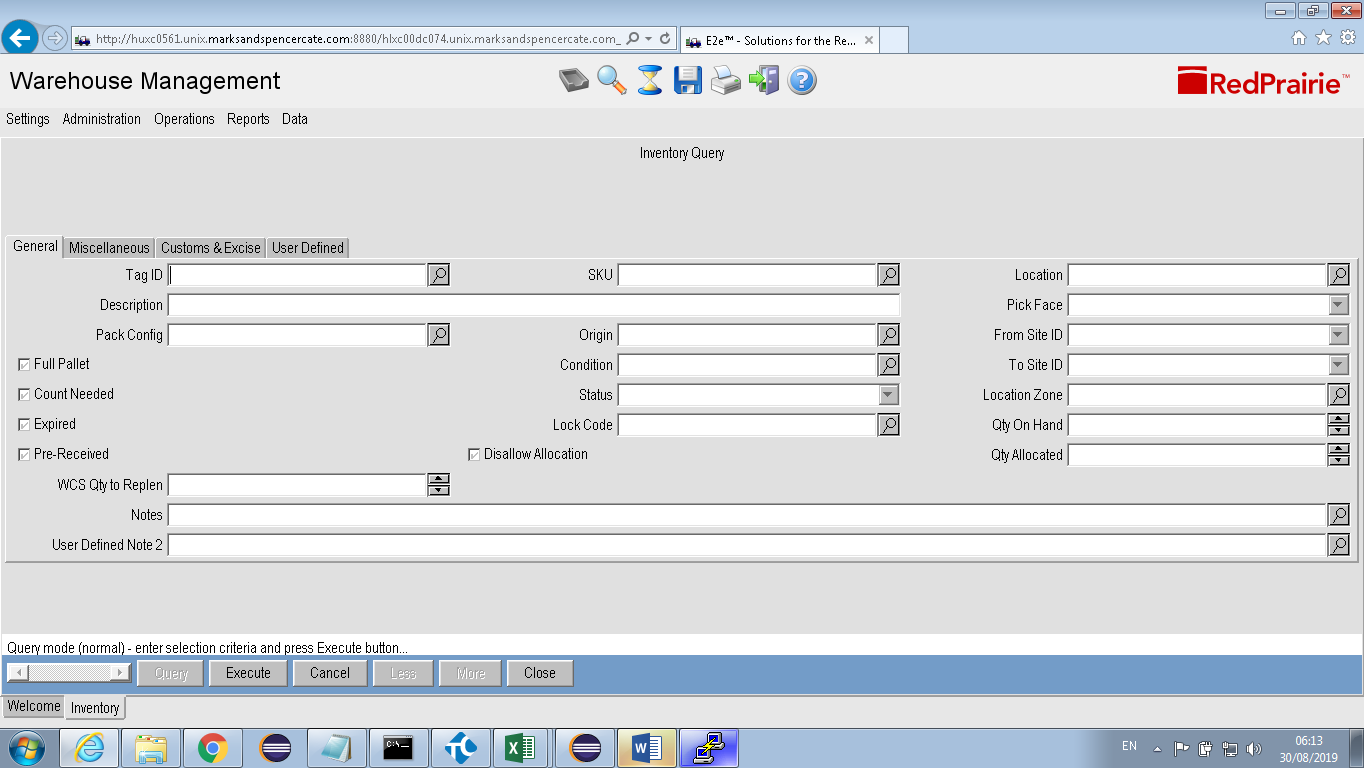 http://huxc0561.unix.marksandspencercate.com:8880/hlxc00dc074.unix.marksandspencercate.com_
E2e™ - Solutions for the Re...
Warehouse Management
RedPrairie™
Settings Administration Operations Reports Data
Inventory Query
General Miscellaneous Customs & Excise User Defined
Tag ID SKU Location
Description Pick Face
Pack Config Origin From Site ID
Full Pallet Condition To Site ID
Count Needed Status Location Zone
Expired Lock Code Qty On Hand
Pre-Received Disallow Allocation Qty Allocated
WCS Qty to Replen
Notes
User Defined Note 2
Query mode (normal) - enter selection criteria and press Execute button...
Query Execute Cancel Less More Close
Welcome Inventory
C:\_
EN
06:13
30/08/2019